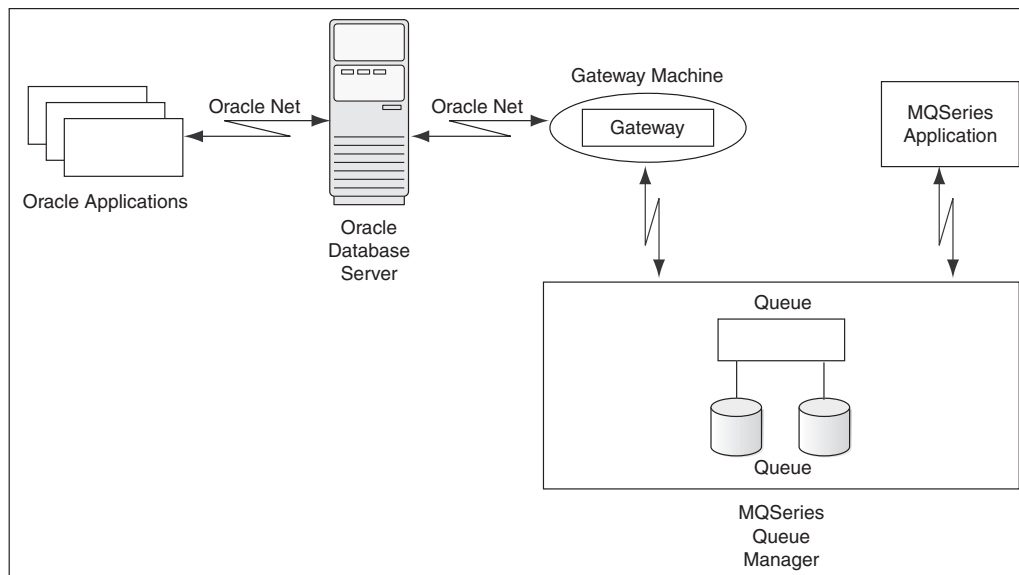 Oracle Net
Oracle Net
Gateway Machine
Gateway
MQSeries
Application
Oracle Applications
Oracle
Database
Server
Queue
Queue
MQSeries
Queue
Manager